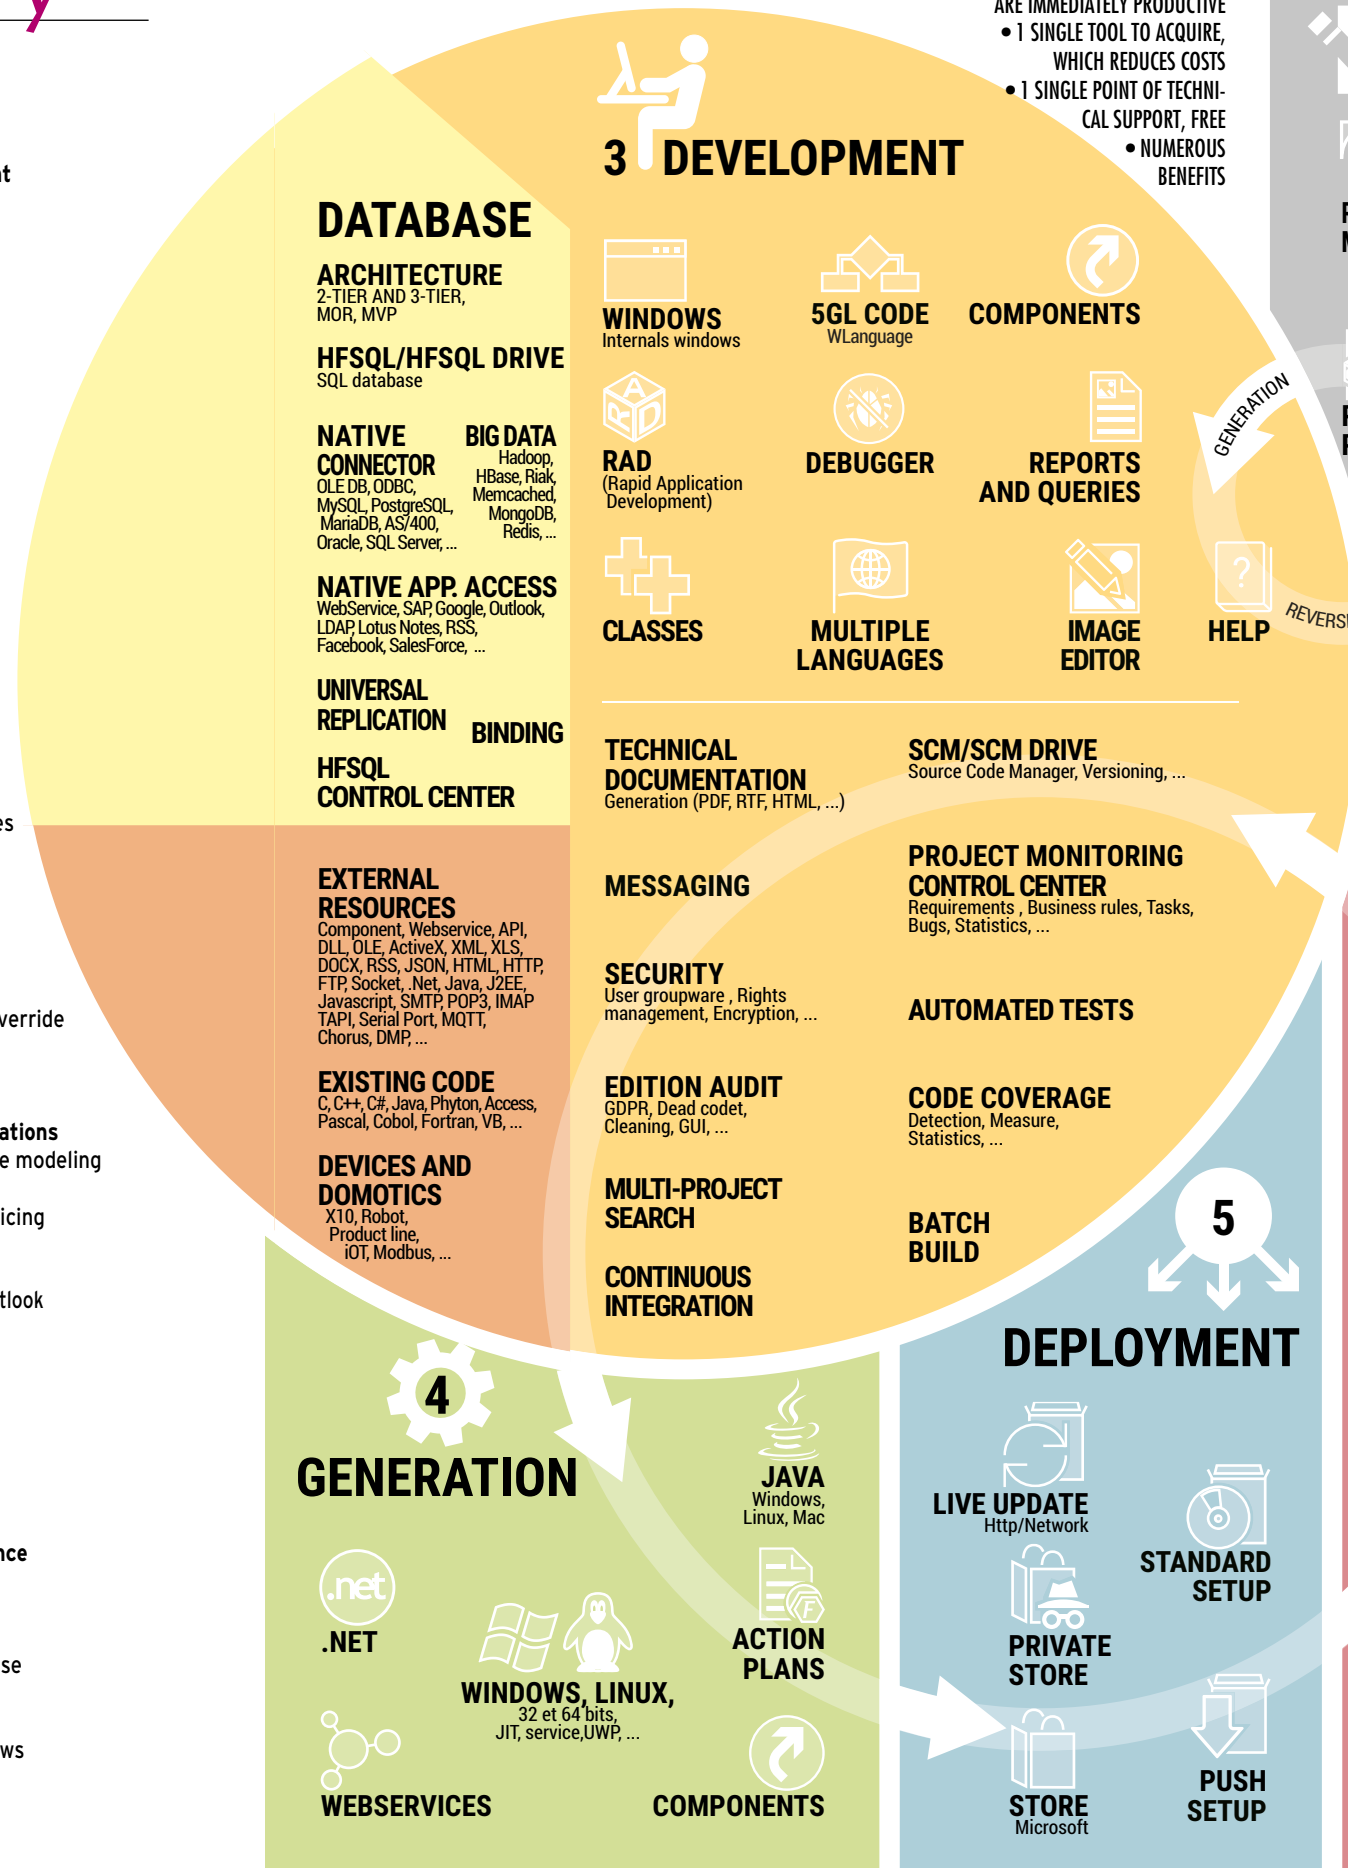 ARE IMMEDIATELY PRODUCTIVE
• 1 SINGLE TOOL TO ACQUIRE,
WHICH REDUCES COSTS
• 1 SINGLE POINT OF TECHNI-
CAL SUPPORT, FREE
• NUMEROUS
BENEFITS
3 DEVELOPMENT
DATABASE
ARCHITECTURE
2-TIER AND 3-TIER,
MOR, MVP
HFSQL/HFSQL DRIVE
SQL database
NATIVE
CONNECTOR
OLE DB, ODBC,
MySQL, PostgreSQL,
MariaDB, AS/400,
Oracle, SQL Server, ...
BIG DATA
Hadoop,
HBase, Riak,
Memcached,
MongoDB,
Redis, ...
NATIVE APP. ACCESS
WebService, SAP, Google, Outlook,
LDAP, Lotus Notes, RSS,
Facebook, SalesForce, ...
UNIVERSAL
REPLICATION
BINDING
HFSQL
CONTROL CENTER
EXTERNAL
RESOURCES
Component, Webservice, API,
DLL, OLE, ActiveX, XML, XLS,
DOCX, RSS, JSON, HTML, HTTP,
FTP, Socket, .Net, Java, J2EE,
Javascript, SMTP, POP3, IMAP
TAPI, Serial Port, MQTT,
Chorus, DMP, ...
EXISTING CODE
C, C++, C#, Java, Phyton, Access,
Pascal, Cobol, Fortran, VB, ...
DEVICES AND
DOMOTICS
X10, Robot,
Product line,
iOT, Modbus, ...
WINDOWS
Internals windows
5GL CODE
WLanguage
COMPONENTS
RAD
RAD
(Rapid Application
Development)
DEBUGGER
REPORTS
AND QUERIES
GENERATION
CLASSES
MULTIPLE
LANGUAGES
IMAGE
EDITOR
?
HELP
REVERS
TECHNICAL
DOCUMENTATION
Generation (PDF, RTF, HTML, ...)
SCM/SCM DRIVE
Source Code Manager, Versioning, ...
MESSAGING
PROJECT MONITORING
CONTROL CENTER
Requirements , Business rules, Tasks,
Bugs, Statistics, ...
SECURITY
User groupware , Rights
management, Encryption, ...
AUTOMATED TESTS
EDITION AUDIT
GDPR, Dead codet,
Cleaning, GUI, ...
CODE COVERAGE
Detection, Measure,
Statistics, ...
MULTI-PROJECT
SEARCH
BATCH
BUILD
CONTINUOUS
INTEGRATION
verride
ations
e modeling
icing
tlook
nce
se
ws
4
GENERATION
JAVA
Windows,
Linux, Mac
.net
.NET
WINDOWS, LINUX,
32 et 64 bits,
JIT, service,UWP, ...
F
ACTION
PLANS
WEBSERVICES
COMPONENTS
5
DEPLOYMENT
LIVE UPDATE
Http/Network
STANDARD
SETUP
PRIVATE
STORE
STORE
Microsoft
PUSH
SETUP